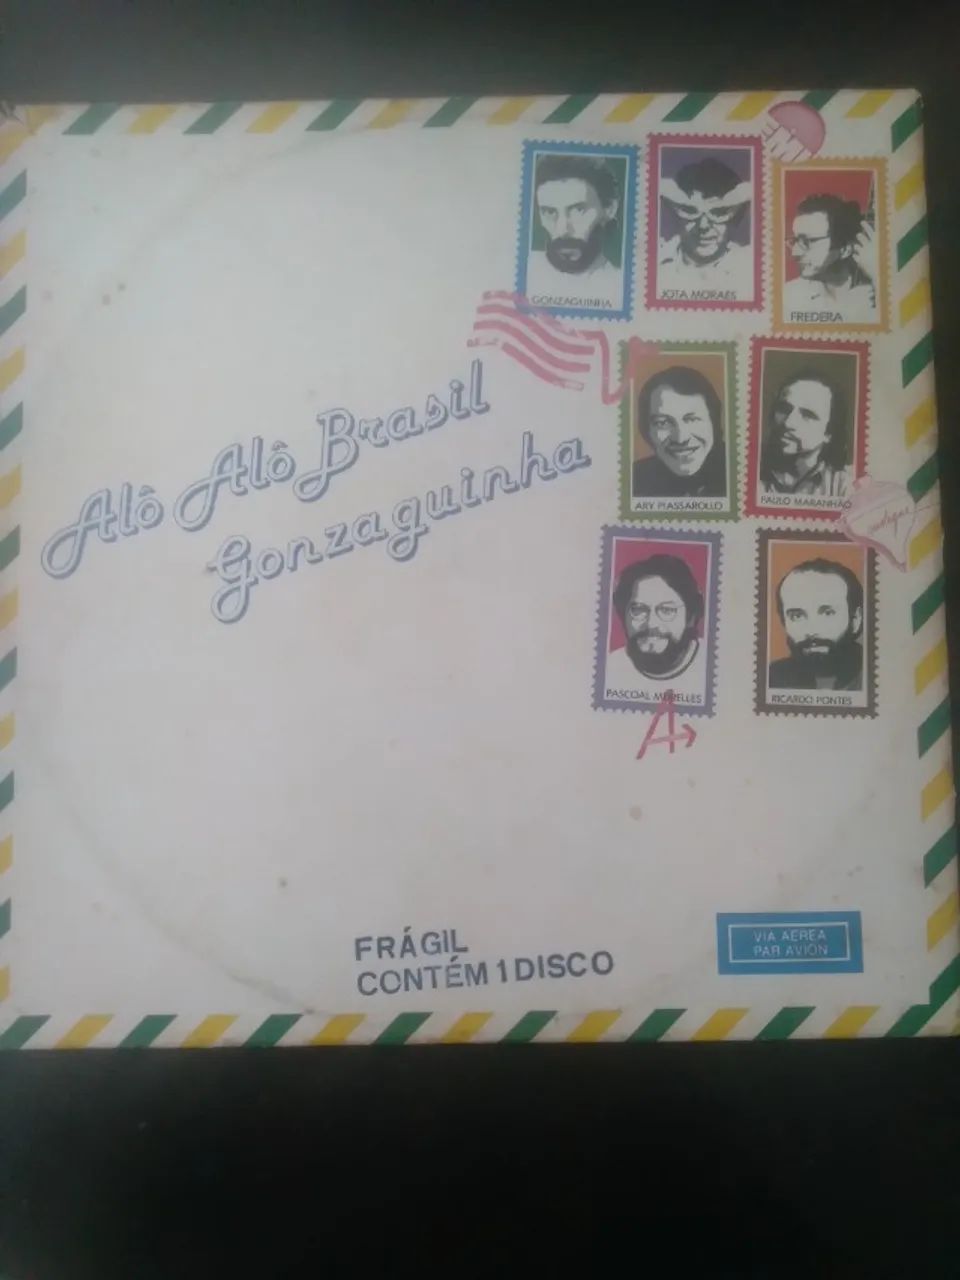 EMI
GONZAGUINHA
JOTA MORAES
FREDERA
Alô Alô Brasil
Gonzaguinha
ARY PIASSAROLLO
PAULO MARANHÃO
PASCOAL MEIRELLES
RICARDO PONTES
A
FRÁGIL
CONTÉM 1 DISCO
VIA AEREA
PAR AVION